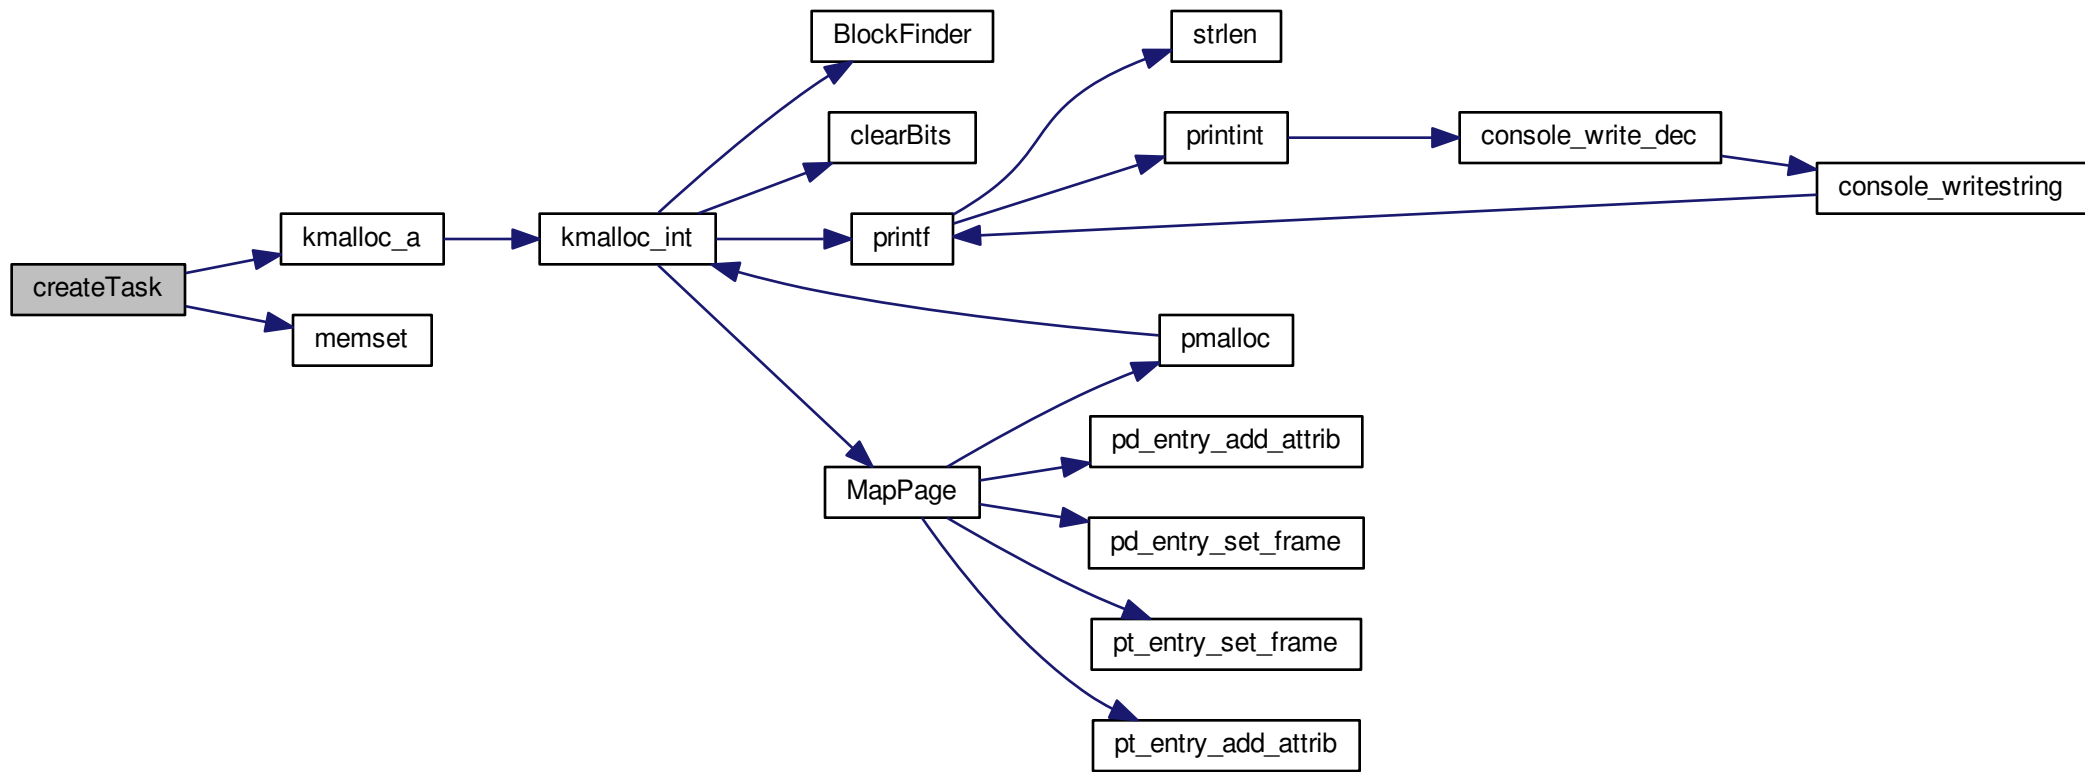 BlockFinder
strlen
clearBits
printint
console_write_dec
console_writestring
kmalloc_a
kmalloc_int
printf
createTask
memset
pmalloc
pd_entry_add_attrib
MapPage
pd_entry_set_frame
pt_entry_set_frame
pt_entry_add_attrib